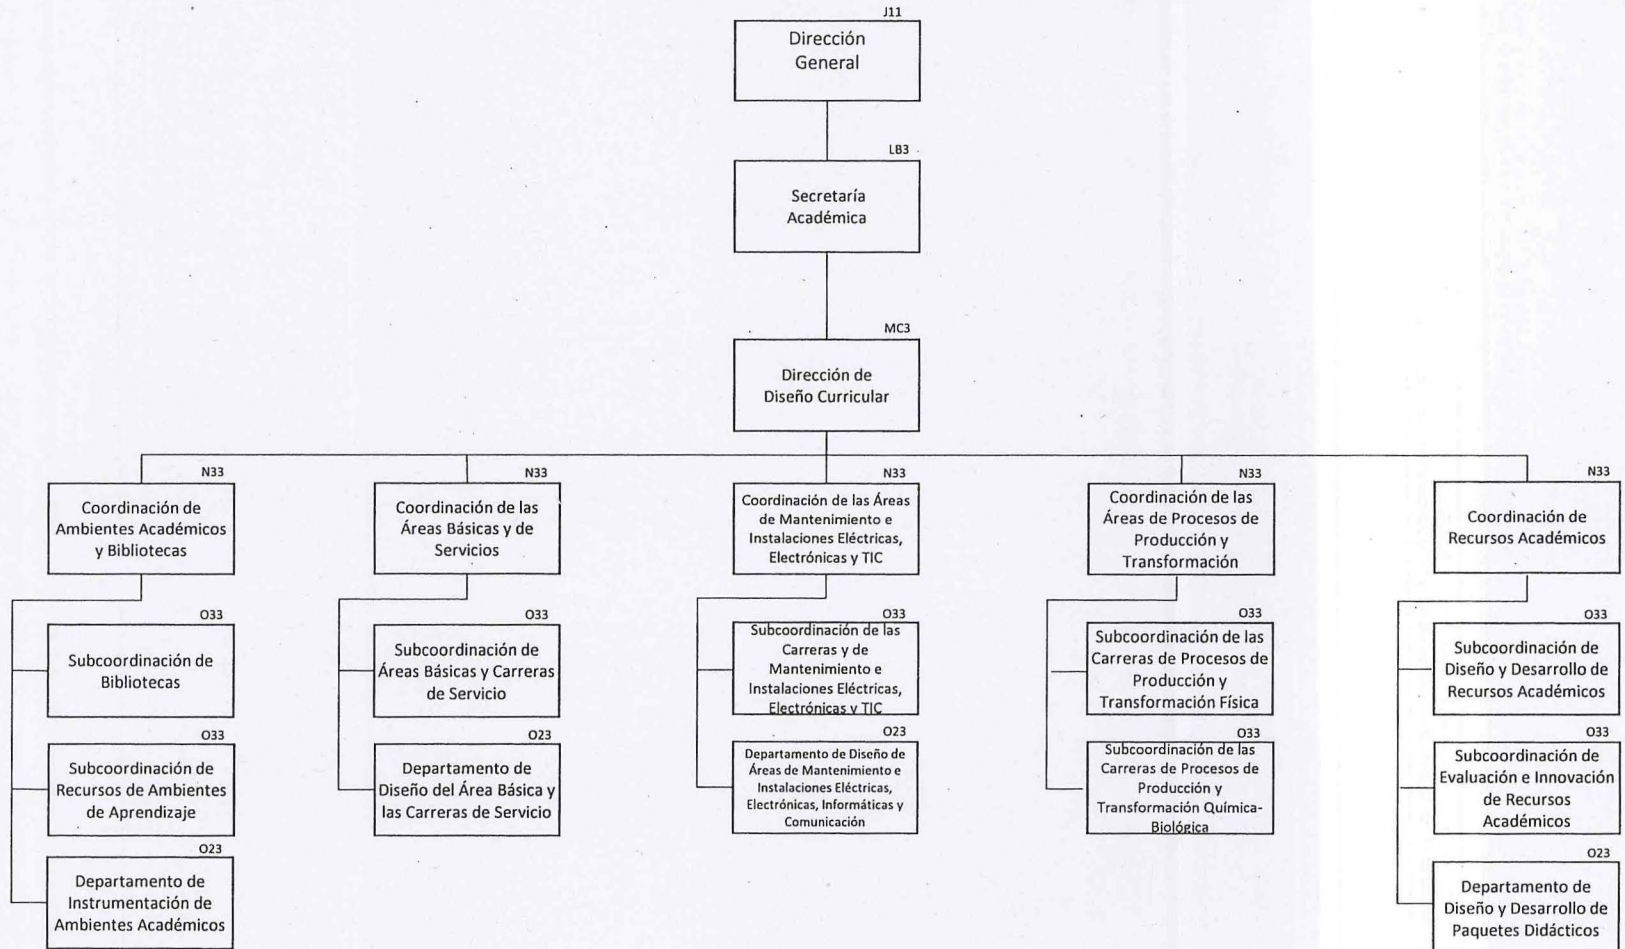 J11
Dirección
General
LB3
Secretaría
Académica
MC3
Dirección de
Diseño Curricular
N33
Coordinación de
Ambientes Académicos
y Bibliotecas
O33
Subcoordinación de
Bibliotecas
O33
Subcoordinación de
Recursos de Ambientes
de Aprendizaje
O23
Departamento de
Instrumentación de
Ambientes Académicos
N33
Coordinación de las
Áreas Básicas y de
Servicios
O33
Subcoordinación de
Áreas Básicas y Carreras
de Servicio
O23
Departamento de
Diseño del Área Básica y
las Carreras de Servicio
N33
Coordinación de las Áreas
de Mantenimiento e
Instalaciones Eléctricas,
Electrónicas y TIC
O33
Subcoordinación de las
Carreras y de
Mantenimiento e
Instalaciones Eléctricas,
Electrónicas y TIC
O23
Departamento de Diseño de
Áreas de Mantenimiento e
Instalaciones Eléctricas,
Electrónicas, Informáticas y
Comunicación
N33
Coordinación de las
Áreas de Procesos de
Producción y
Transformación
O33
Subcoordinación de las
Carreras de Procesos de
Producción y
Transformación Física
O33
Subcoordinación de las
Carreras de Procesos de
Producción y
Transformación Química-
Biológica
N33
Coordinación de
Recursos Académicos
O33
Subcoordinación de
Diseño y Desarrollo de
Recursos Académicos
O33
Subcoordinación de
Evaluación e Innovación
de Recursos
Académicos
O23
Departamento de
Diseño y Desarrollo de
Paquetes Didácticos